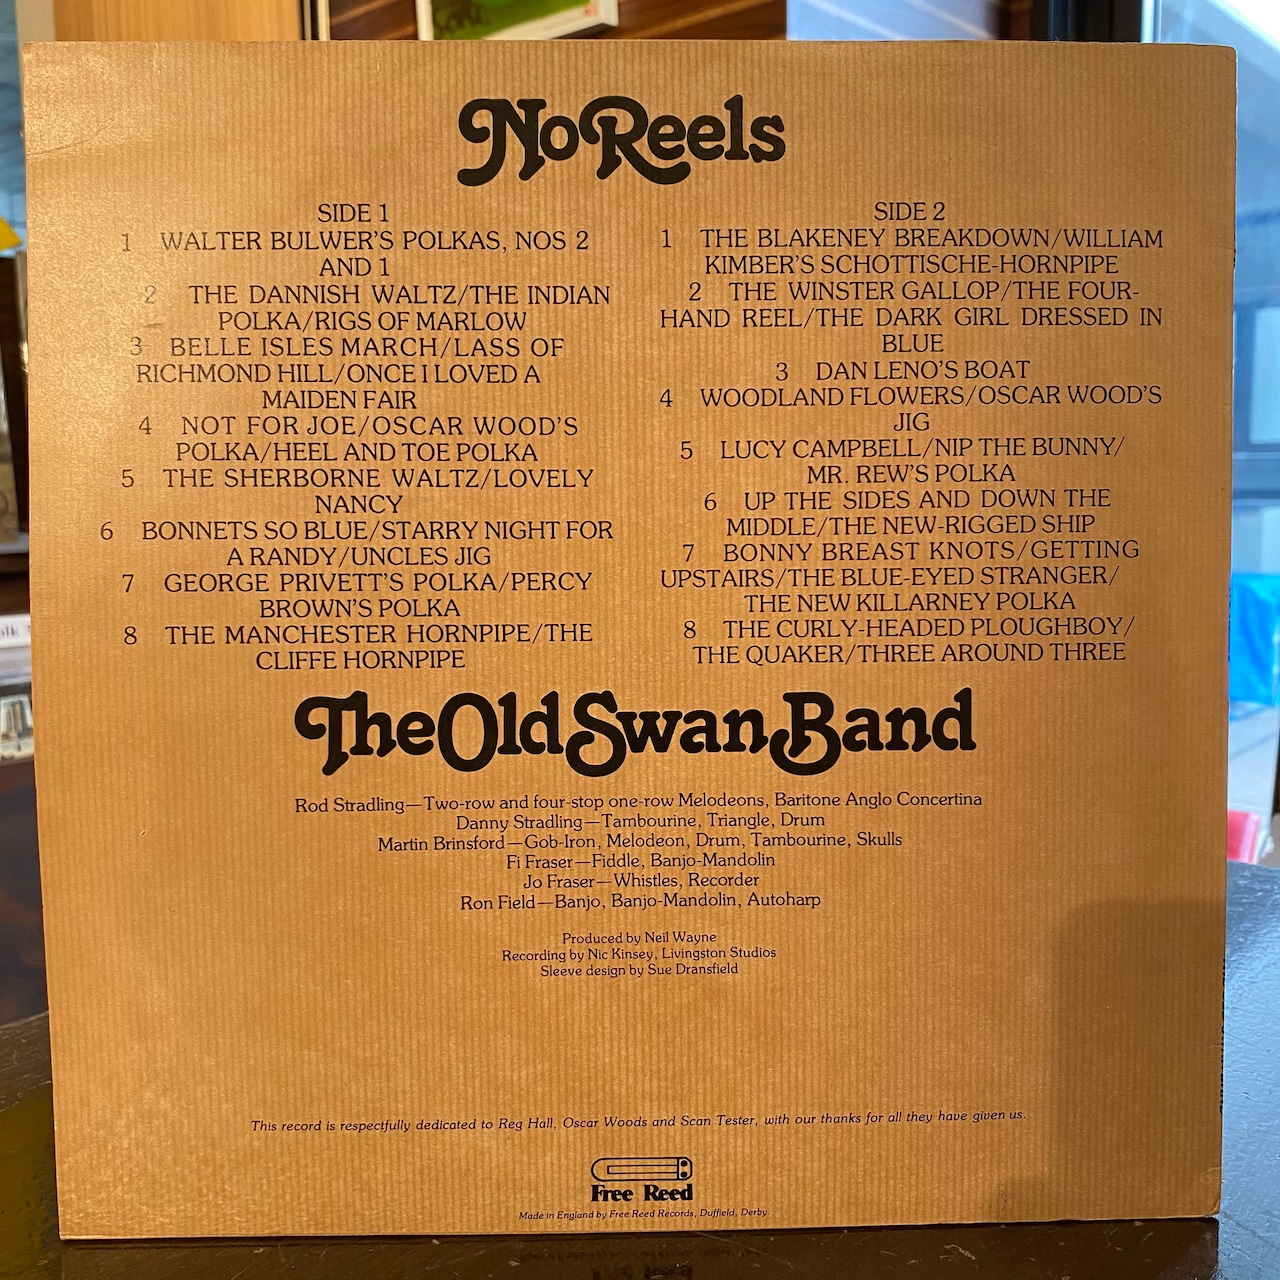 No Reels
SIDE 1
1 WALTER BULWER'S POLKAS, NOS 2
AND 1
2 THE DANNISH WALTZ/THE INDIAN
POLKA/RIGS OF MARLOW
3 BELLE ISLES MARCH/LASS OF
RICHMOND HILL/ONCE I LOVED A
MAIDEN FAIR
4 NOT FOR JOE/OSCAR WOOD'S
POLKA/HEEL AND TOE POLKA
5 THE SHERBORNE WALTZ/LOVELY
NANCY
6 BONNETS SO BLUE/STARRY NIGHT FOR
A RANDY/UNCLES JIG
7 GEORGE PRIVETT'S POLKA/PERCY
BROWN'S POLKA
8 THE MANCHESTER HORNPIPE/THE
CLIFFE HORNPIPE
SIDE 2
1 THE BLAKENEY BREAKDOWN/WILLIAM
KIMBER'S SCHOTTISCHE-HORNPIPE
2 THE WINSTER GALLOP/THE FOUR-
HAND REEL/THE DARK GIRL DRESSED IN
BLUE
3 DAN LENO'S BOAT
4 WOODLAND FLOWERS/OSCAR WOOD'S
JIG
5 LUCY CAMPBELL/NIP THE BUNNY/
MR. REW'S POLKA
6 UP THE SIDES AND DOWN THE
MIDDLE/THE NEW-RIGGED SHIP
7 BONNY BREAST KNOTS/GETTING
UPSTAIRS/THE BLUE-EYED STRANGER/
THE NEW KILLARNEY POLKA
8 THE CURLY-HEADED PLOUGHBOY/
THE QUAKER/THREE AROUND THREE
The Old Swan Band
Rod Stradling—Two-row and four-stop one-row Melodeons, Baritone Anglo Concertina
Danny Stradling—Tambourine, Triangle, Drum
Martin Brinsford—Gob-Iron, Melodeon, Drum, Tambourine, Skulls
Fi Fraser—Fiddle, Banjo-Mandolin
Jo Fraser—Whistles, Recorder
Ron Field—Banjo, Banjo-Mandolin, Autoharp
Produced by Neil Wayne
Recording by Nic Kinsey, Livingston Studios
Sleeve design by Sue Dransfield
This record is respectfully dedicated to Reg Hall, Oscar Woods and Scan Tester, with our thanks for all they have given us.
Free Reed
Made in England by Free Reed Records, Duffield, Derby.